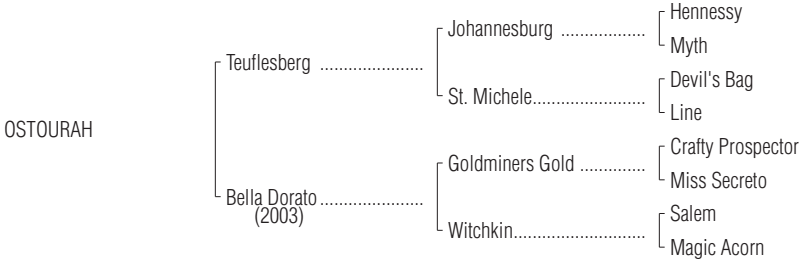 Hennessy
Johannesburg ..................
Myth
Teuflesberg ......................
Devil's Bag
St. Michele........................
Line
OSTOURAH
Crafty Prospector
Goldminers Gold ..............
Miss Secreto
Bella Dorato......................
(2003)
Salem
Witchkin............................
Magic Acorn